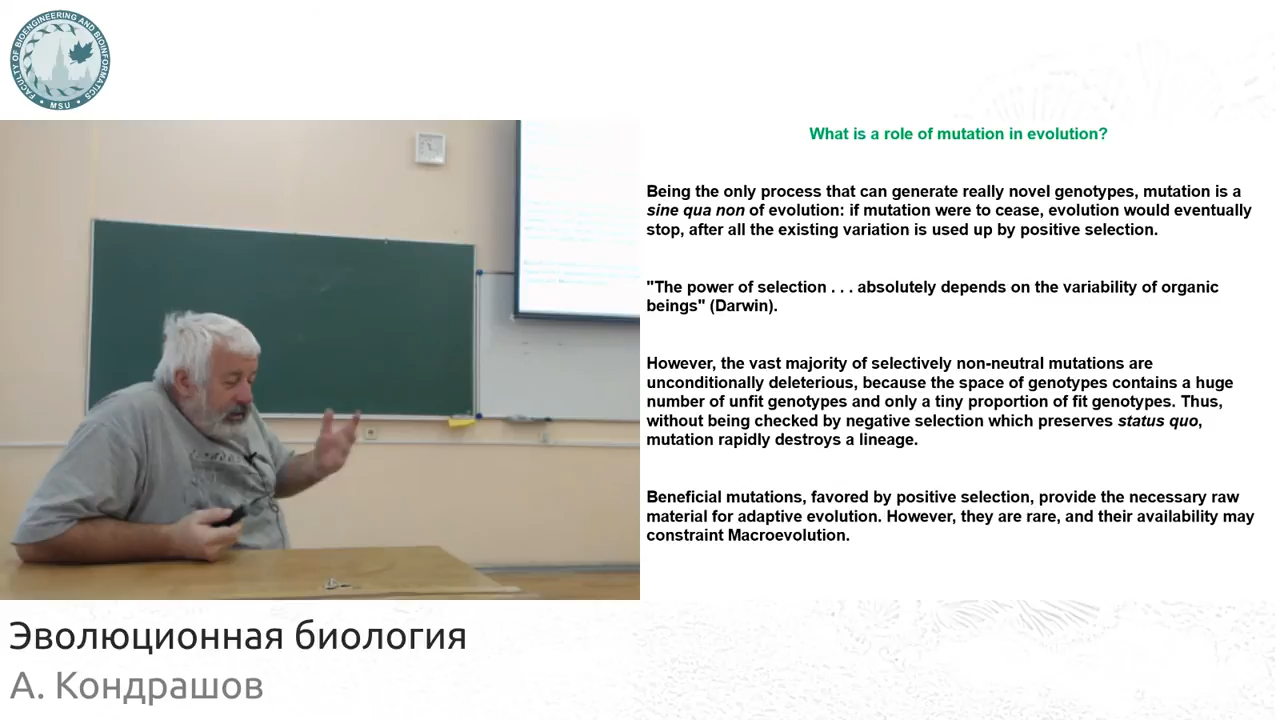 FACULTY OF BIOENGINEERING AND BIOINFORMATICS
• MSU •
What is a role of mutation in evolution?
Being the only process that can generate really novel genotypes, mutation is a
sine qua non of evolution: if mutation were to cease, evolution would eventually
stop, after all the existing variation is used up by positive selection.
"The power of selection . . . absolutely depends on the variability of organic
beings" (Darwin).
However, the vast majority of selectively non-neutral mutations are
unconditionally deleterious, because the space of genotypes contains a huge
number of unfit genotypes and only a tiny proportion of fit genotypes. Thus,
without being checked by negative selection which preserves status quo,
mutation rapidly destroys a lineage.
Beneficial mutations, favored by positive selection, provide the necessary raw
material for adaptive evolution. However, they are rare, and their availability may
constraint Macroevolution.
Эволюционная биология
А. Кондрашов